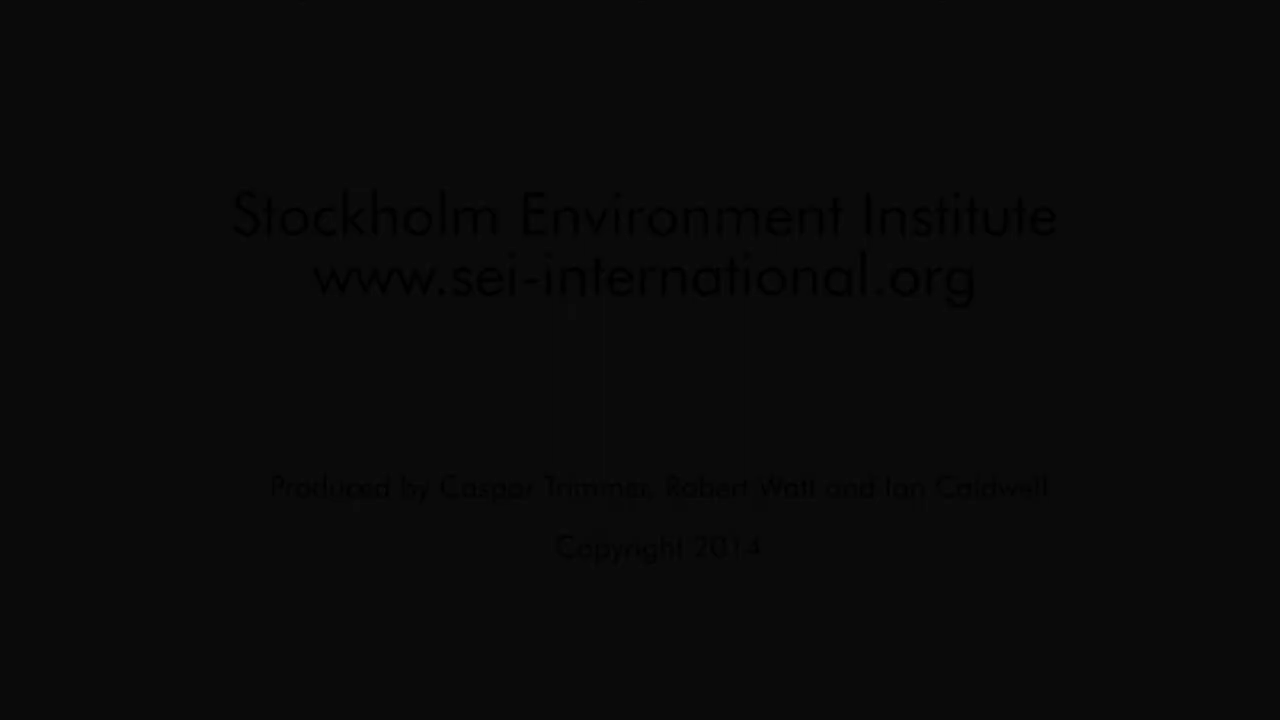 Stockholm Environment Institute
www.sei-international.org
Produced by Caspar Trimmer, Robert Watt and Ian Caldwell
Copyright 2014